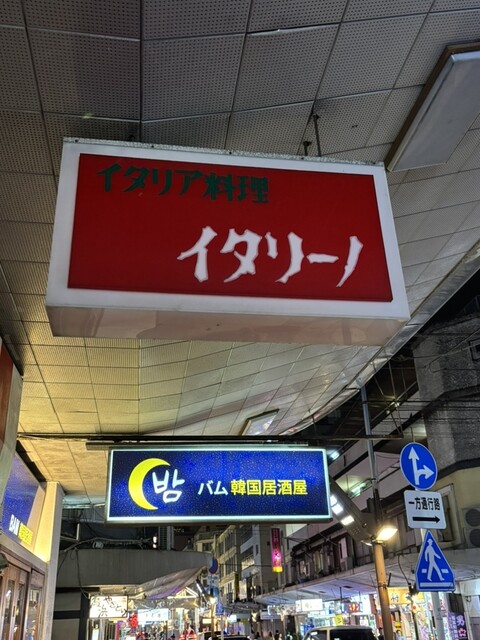 イタリア料理
イタリーノ
밤 バム 韓国居酒屋
一方通行路